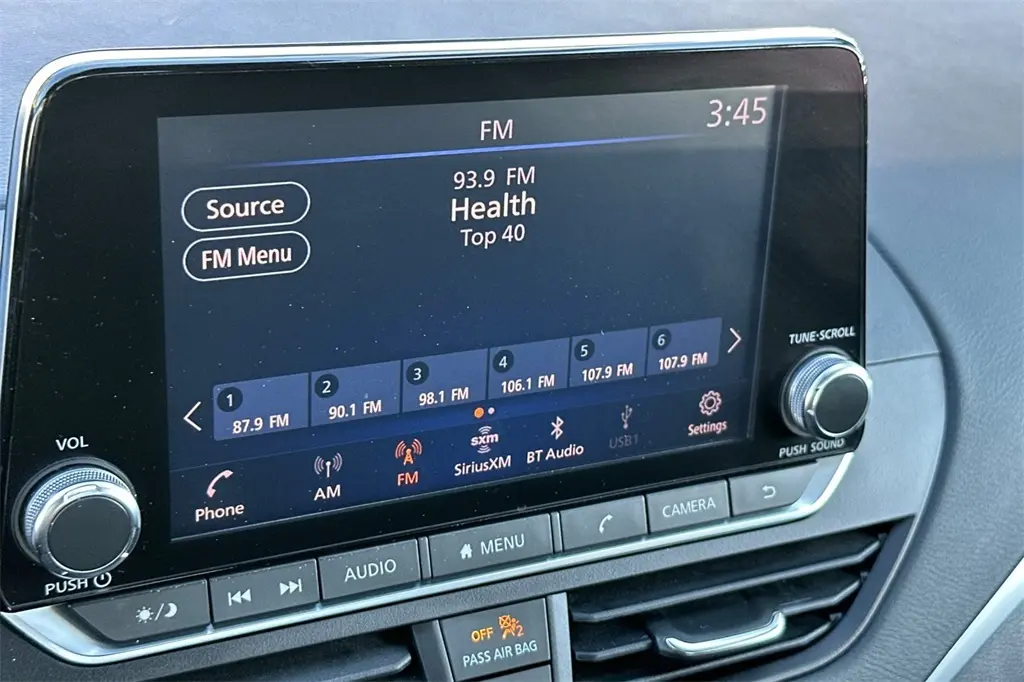 FM
3:45
93.9 FM
Health
Top 40
Source
FM Menu
1 87.9 FM
2 90.1 FM
3 98.1 FM
4 106.1 FM
5 107.9 FM
6 107.9 FM
Phone
AM
FM
sxm
SiriusXM
BT Audio
USB1
Settings
VOL
PUSH
TUNE•SCROLL
PUSH SOUND
AUDIO
MENU
CAMERA
OFF 2
PASS AIR BAG